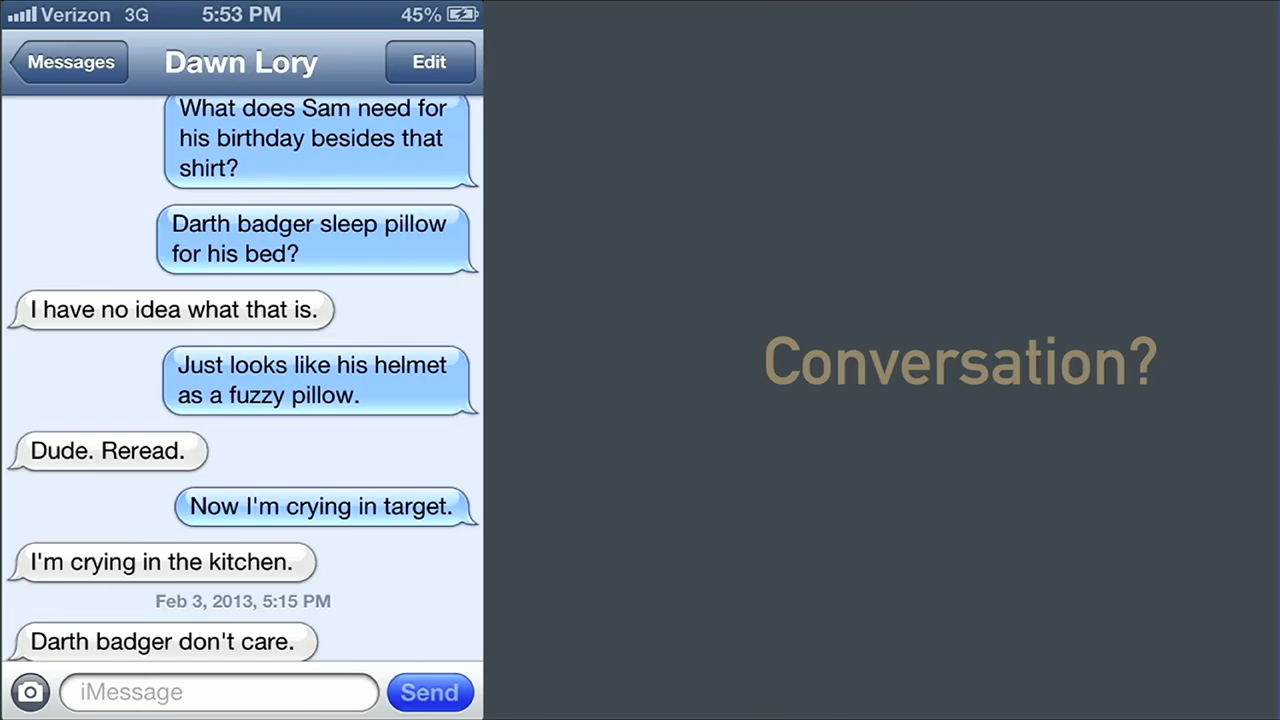 Verizon 3G 5:53 PM 45%
Messages Dawn Lory Edit
What does Sam need for
his birthday besides that
shirt?
Darth badger sleep pillow
for his bed?
I have no idea what that is.
Just looks like his helmet
as a fuzzy pillow.
Dude. Reread.
Now I'm crying in target.
I'm crying in the kitchen.
Feb 3, 2013, 5:15 PM
Darth badger don't care.
iMessage Send
Conversation?